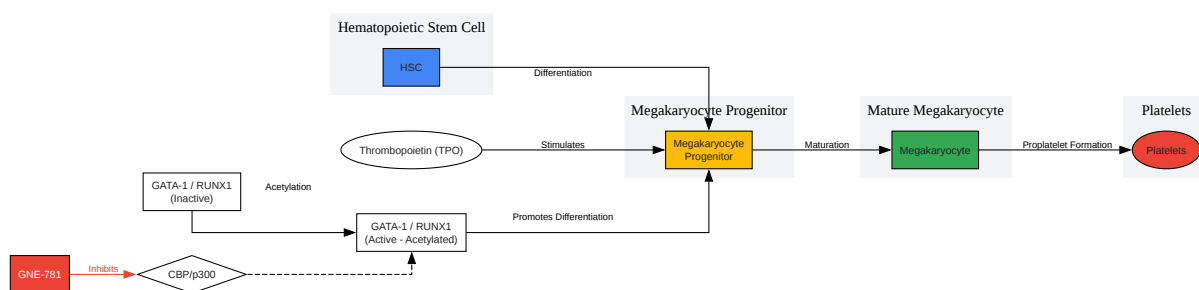 Hematopoietic Stem Cell
HSC
Differentiation
Megakaryocyte Progenitor
Mature Megakaryocyte
Platelets
Thrombopoietin (TPO)
Stimulates
Megakaryocyte
Progenitor
Maturation
Megakaryocyte
Proplatelet Formation
Platelets
GATA-1 / RUNX1
(Inactive)
Acetylation
GATA-1 / RUNX1
(Active - Acetylated)
Promotes Differentiation
GNE-781
Inhibits
CBP/p300